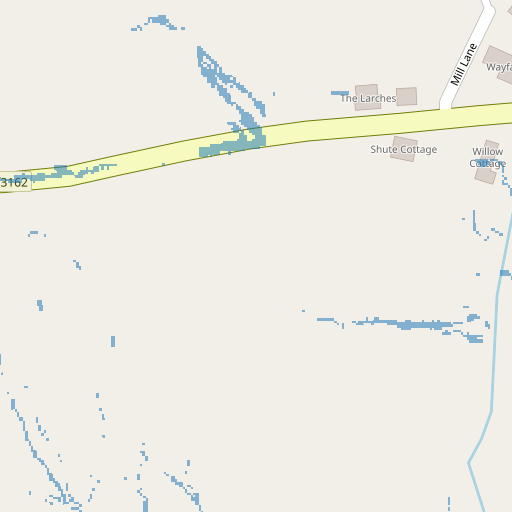 Mill Lane
Wayfa
The Larches
Shute Cottage
Willow
Cottage
3162